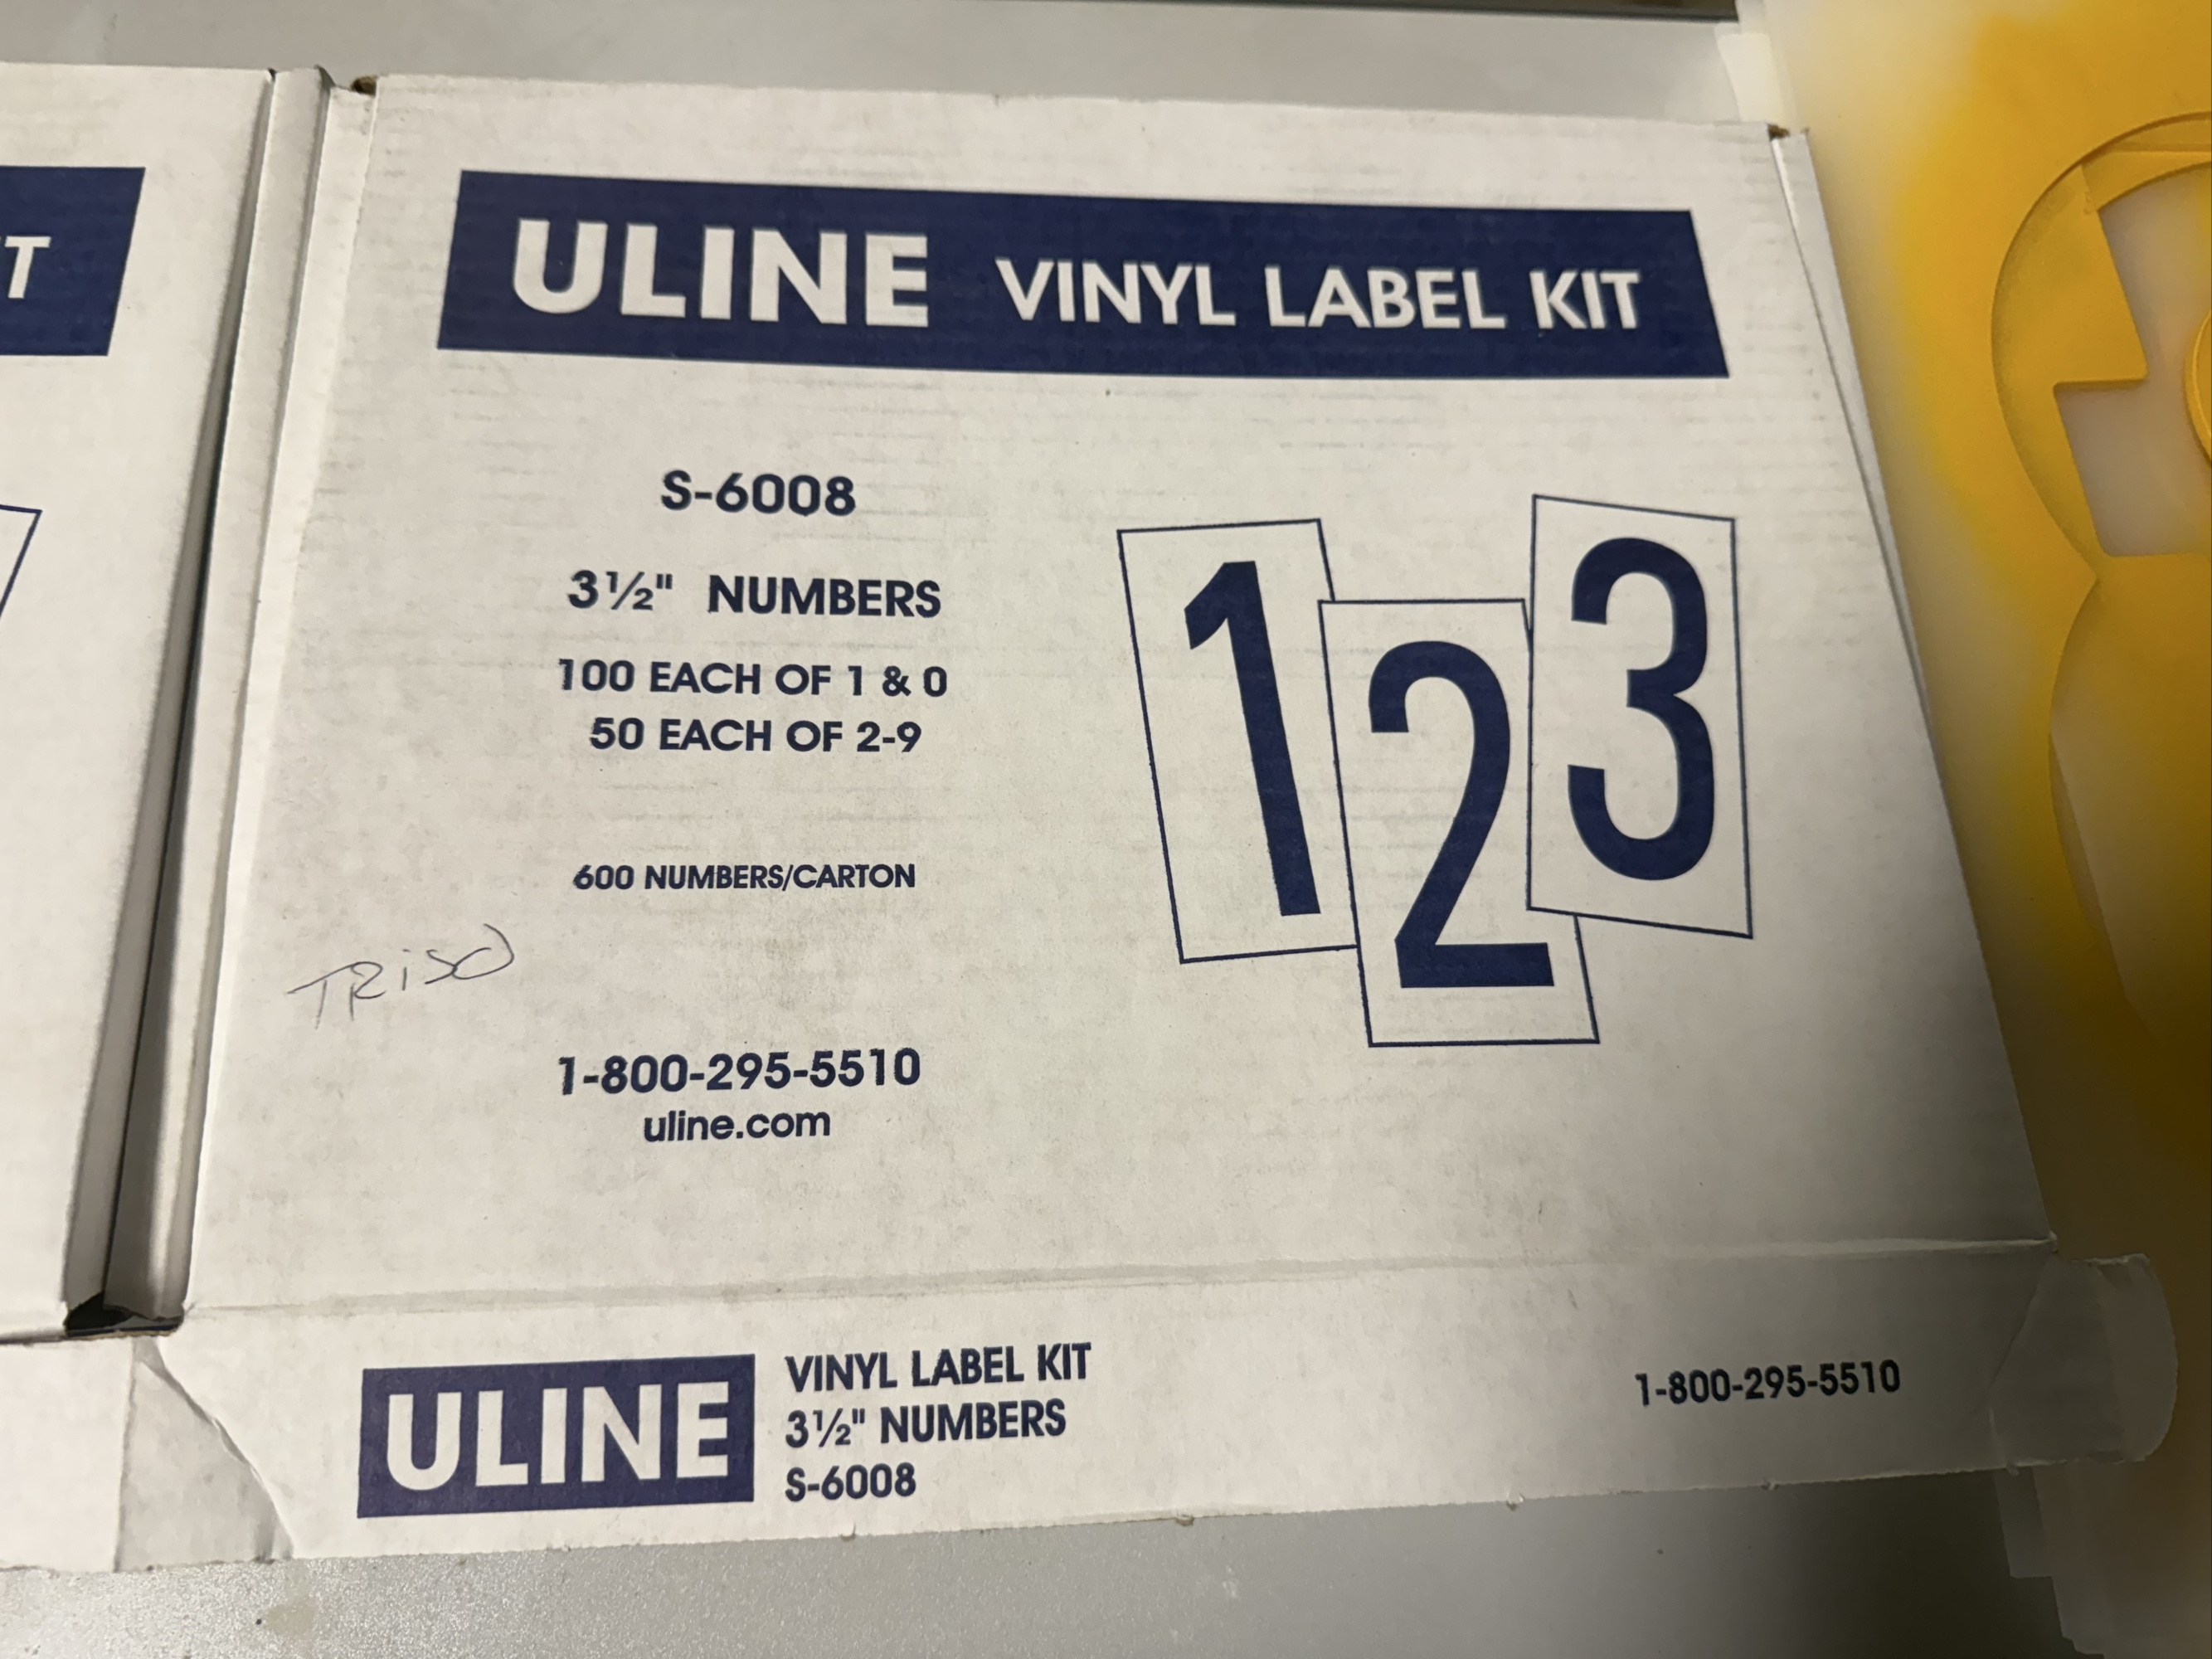 T
ULINE VINYL LABEL KIT
S-6008
3½" NUMBERS
100 EACH OF 1 & 0
50 EACH OF 2-9
600 NUMBERS/CARTON
1 2 3
TRISO
1-800-295-5510
uline.com
ULINE
VINYL LABEL KIT
3½" NUMBERS
S-6008
1-800-295-5510